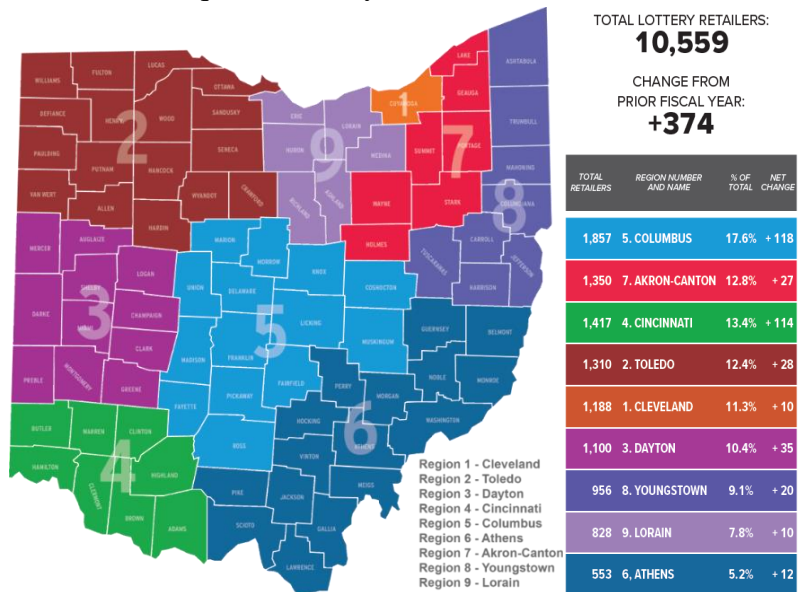 TOTAL LOTTERY RETAILERS:
10,559
CHANGE FROM
PRIOR FISCAL YEAR:
+374
TOTAL RETAILERS REGION NUMBER AND NAME % OF TOTAL NET CHANGE
1,857 5. COLUMBUS 17.6% + 118
1,350 7. AKRON-CANTON 12.8% + 27
1,417 4. CINCINNATI 13.4% + 114
1,310 2. TOLEDO 12.4% + 28
1,188 1. CLEVELAND 11.3% + 10
1,100 3. DAYTON 10.4% + 35
956 8. YOUNGSTOWN 9.1% + 20
828 9. LORAIN 7.8% + 10
553 6, ATHENS 5.2% + 12
WILLIAMS
FULTON
LUCAS
OTTAWA
DEFIANCE
HENRY
WOOD
SANDUSKY
PAULDING
PUTNAM
HANCOCK
SENECA
VAN WERT
ALLEN
WYANDOT
CRAWFORD
HARDIN
2
ERIE
LORAIN
HURON
MEDINA
RICHLAND
ASHLAND
9
CUYAHOGA
1
LAKE
GEAUGA
SUMMIT
PORTAGE
WAYNE
STARK
HOLMES
7
ASHTABULA
TRUMBULL
MAHONING
COLUMBIANA
CARROLL
TUSCARAWAS
JEFFERSON
HARRISON
8
MERCER
AUGLAIZE
SHELBY
LOGAN
DARKE
MIAMI
CHAMPAIGN
CLARK
PREBLE
MONTGOMERY
GREENE
3
MARION
MORROW
KNOX
COSHOCTON
UNION
DELAWARE
LICKING
MUSKINGUM
MADISON
FRANKLIN
FAIRFIELD
PICKAWAY
FAYETTE
ROSS
5
BUTLER
WARREN
CLINTON
HAMILTON
CLERMONT
HIGHLAND
BROWN
ADAMS
4
GUERNSEY
BELMONT
NOBLE
MONROE
PERRY
MORGAN
WASHINGTON
HOCKING
ATHENS
VINTON
MEIGS
PIKE
JACKSON
SCIOTO
GALLIA
LAWRENCE
6
Region 1 - Cleveland
Region 2 - Toledo
Region 3 - Dayton
Region 4 - Cincinnati
Region 5 - Columbus
Region 6 - Athens
Region 7 - Akron-Canton
Region 8 - Youngstown
Region 9 - Lorain